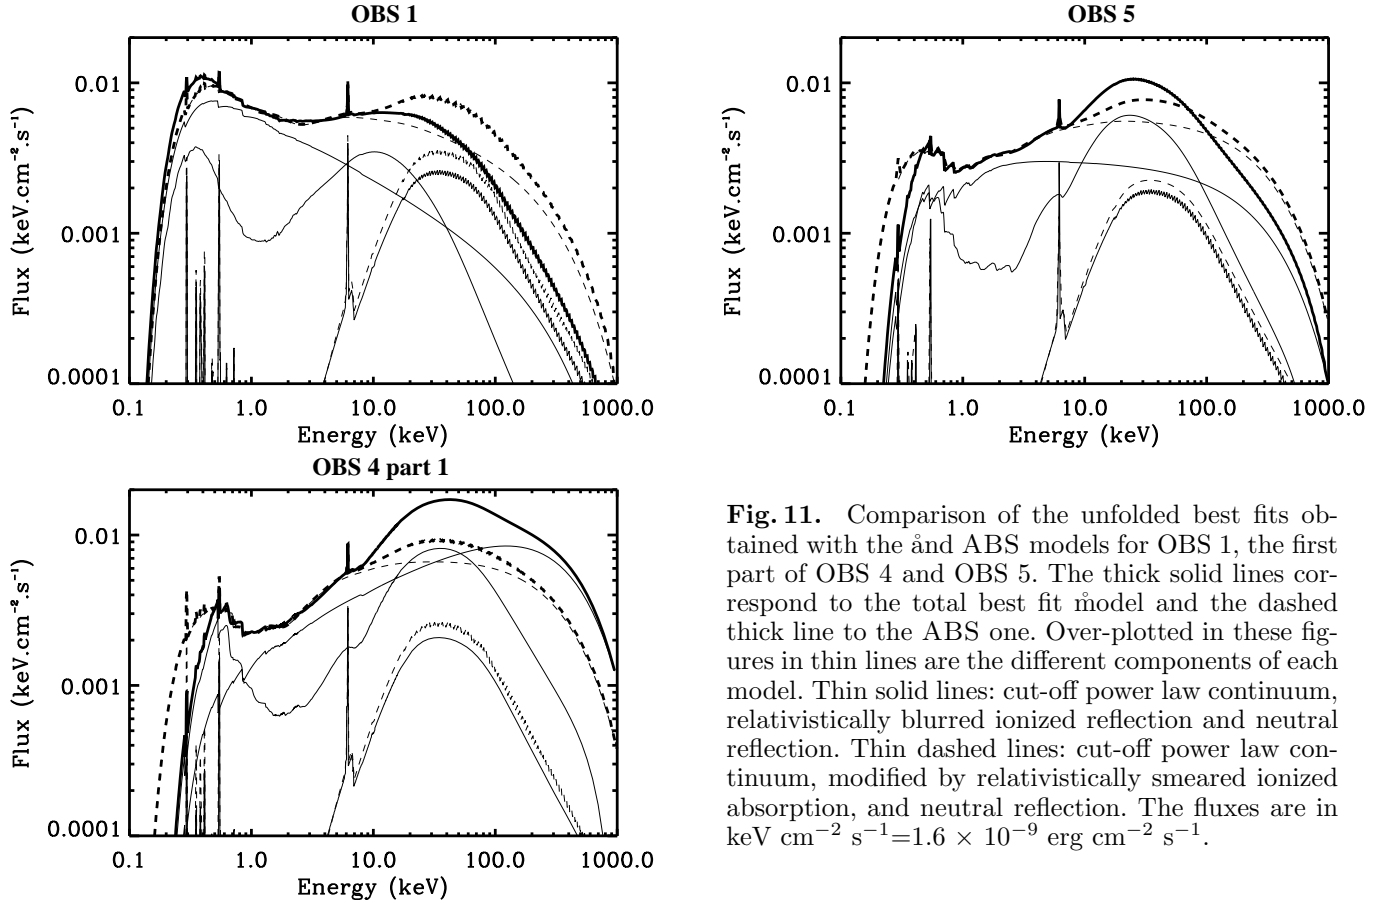 OBS 1
0.01
0.001
0.0001
Flux (keV.cm⁻².s⁻¹)
0.1 1.0 10.0 100.0 1000.0
Energy (keV)
OBS 5
0.01
0.001
0.0001
Flux (keV.cm⁻².s⁻¹)
0.1 1.0 10.0 100.0 1000.0
Energy (keV)
OBS 4 part 1
0.01
0.001
0.0001
Flux (keV.cm⁻².s⁻¹)
0.1 1.0 10.0 100.0 1000.0
Energy (keV)
Fig. 11. Comparison of the unfolded best fits ob-
tained with the ånd ABS models for OBS 1, the first
part of OBS 4 and OBS 5. The thick solid lines cor-
respond to the total best fit m̊odel and the dashed
thick line to the ABS one. Over-plotted in these fig-
ures in thin lines are the different components of each
model. Thin solid lines: cut-off power law continuum,
relativistically blurred ionized reflection and neutral
reflection. Thin dashed lines: cut-off power law con-
tinuum, modified by relativistically smeared ionized
absorption, and neutral reflection. The fluxes are in
keV cm⁻² s⁻¹=1.6 × 10⁻⁹ erg cm⁻² s⁻¹.